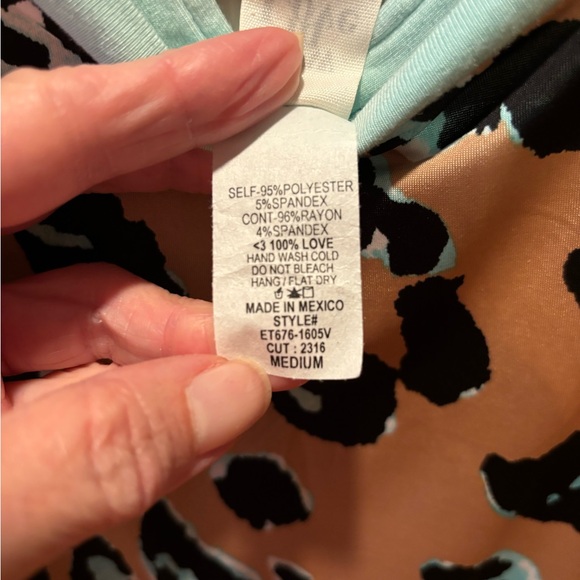 SELF-95%POLYESTER
5%SPANDEX
CONT-96%RAYON
4%SPANDEX
<3 100% LOVE
HAND WASH COLD
DO NOT BLEACH
HANG/ FLAT DRY
MADE IN MEXICO
STYLE#
ET676-1605V
CUT : 2316
MEDIUM